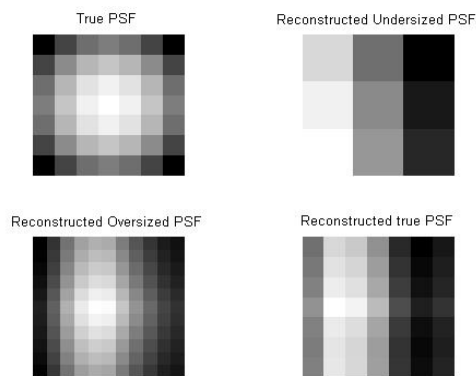 True PSF
Reconstructed Undersized PSF
Reconstructed Oversized PSF
Reconstructed true PSF